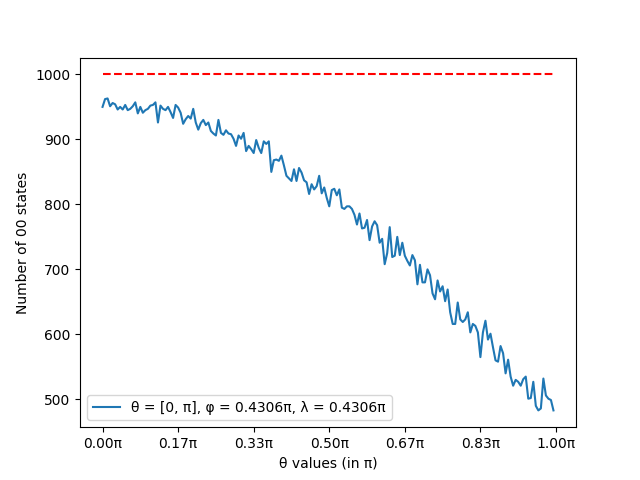 1000
900
800
700
600
500
Number of 00 states
θ = [0, π], φ = 0.4306π, λ = 0.4306π
0.00π 0.17π 0.33π 0.50π 0.67π 0.83π 1.00π
θ values (in π)